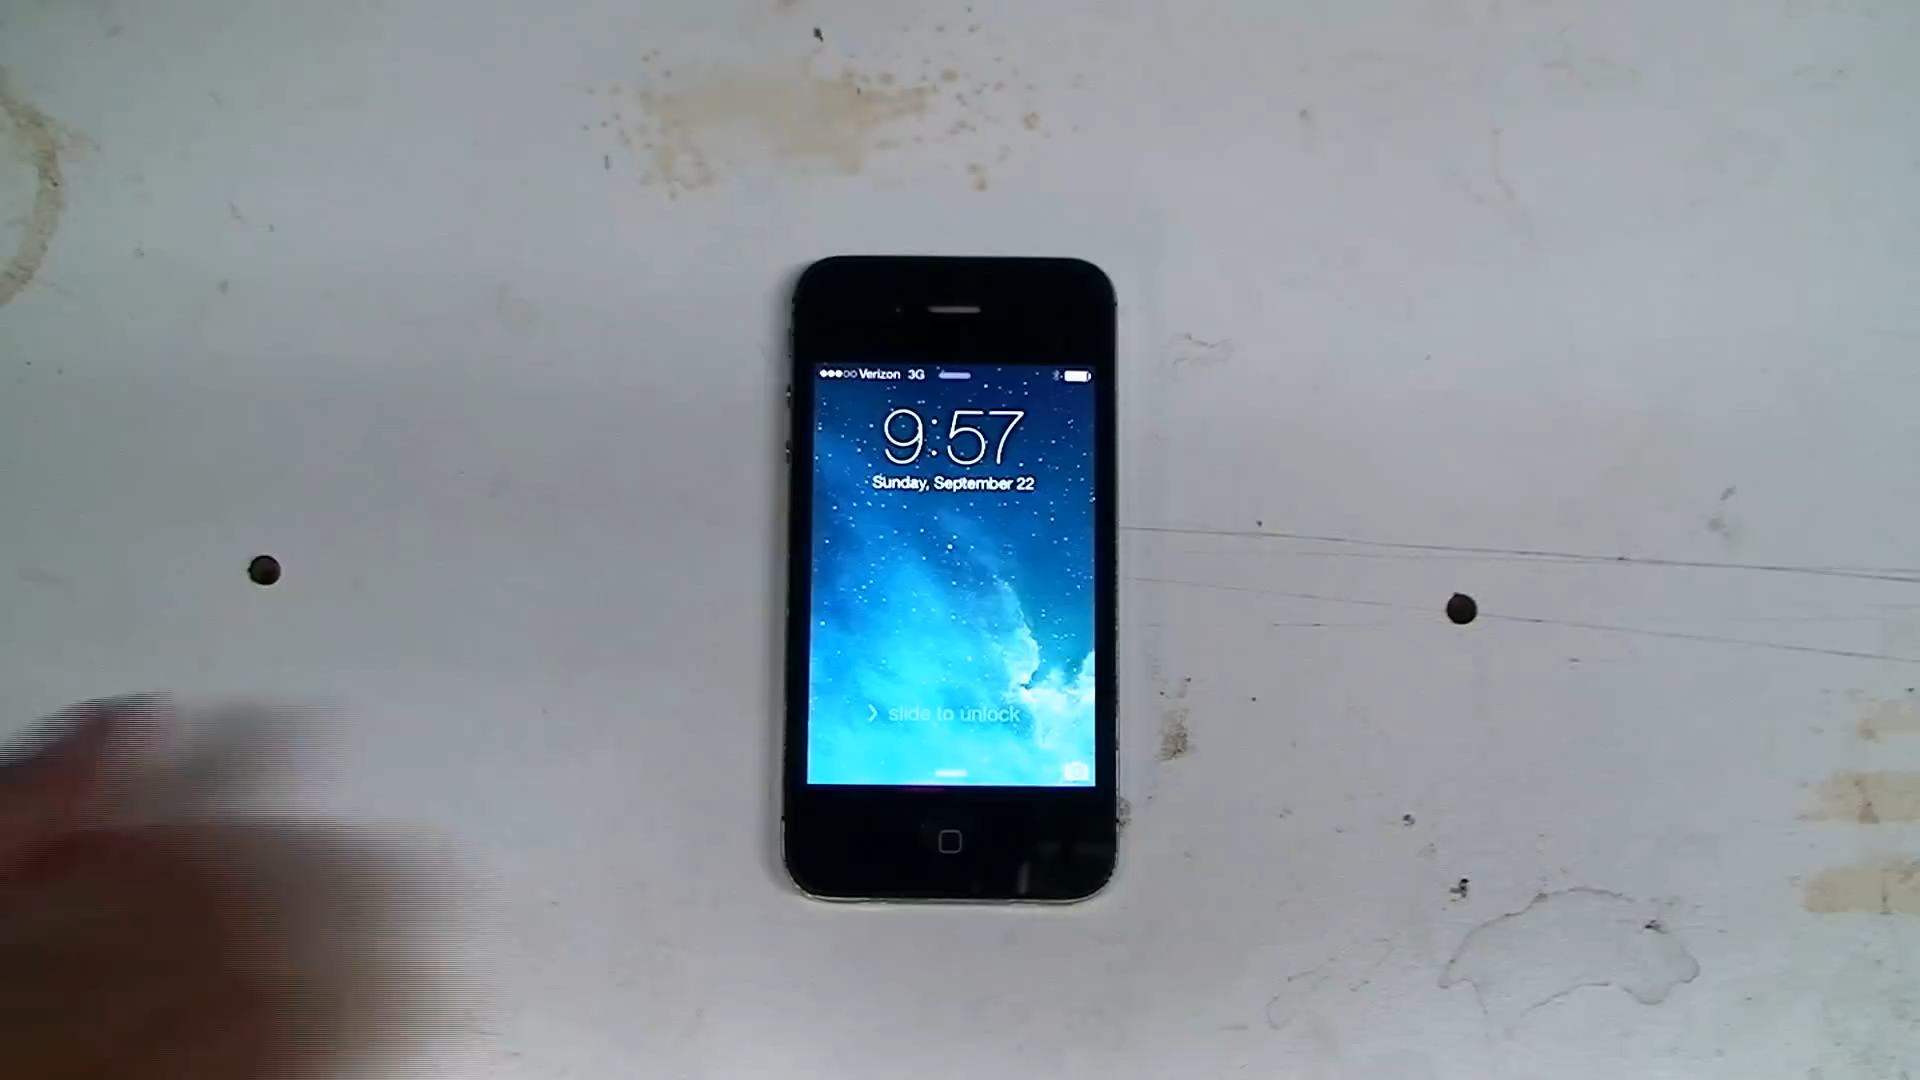 Verizon 3G
9:57
Sunday, September 22
> slide to unlock